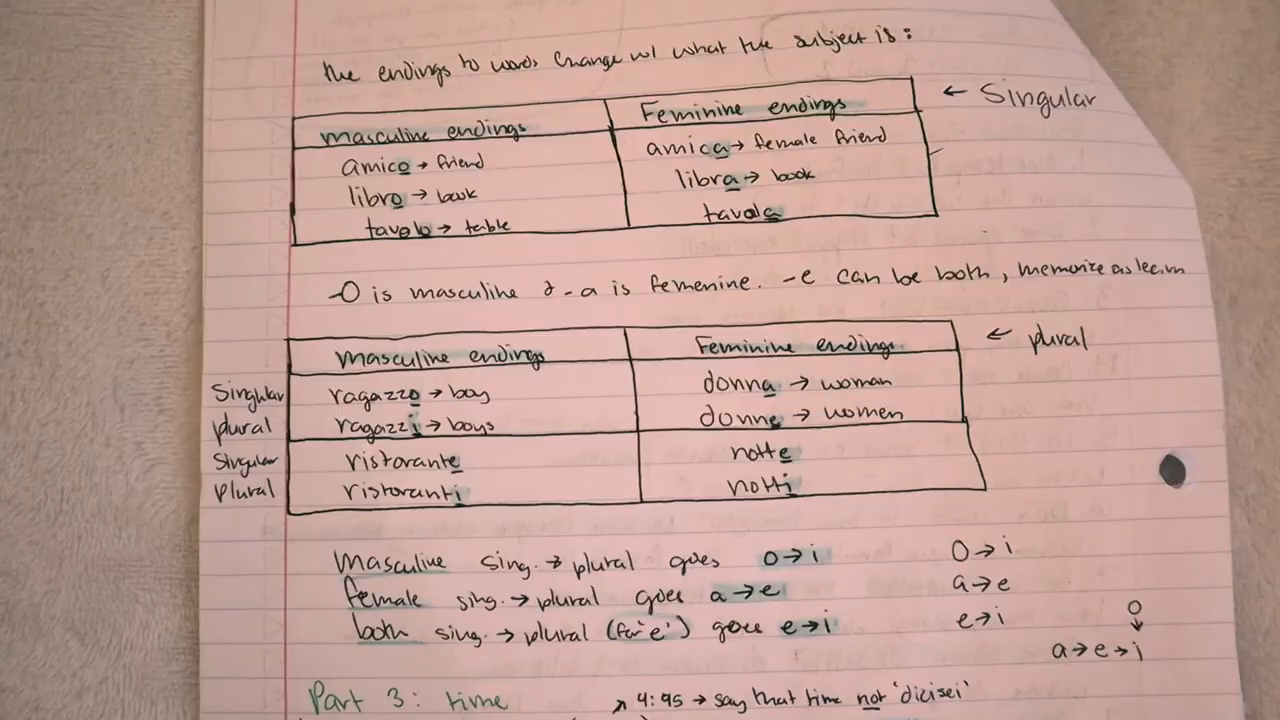 the endings to words change w/ what the subject is:
masculine endings Feminine endings ← Singular
amico → friend amica → female friend
libro → book libra → book
tavolo → table tavola
-O is masculine & -a is femenine. -e can be both, memorize as learn
masculine endings Feminine endings ← plural
Singular ragazzo → boy donna → woman
plural ragazzi → boys donne → women
Singular ristorante notte
plural ristoranti notti
Masculine sing. → plural goes o→i O→i
female sing. → plural goes a→e a→e
both sing. → plural (for 'e') goes e→i e→i
O
↓
a→e→i
Part 3: time ↗ 4:95 → say that time not 'dicisei'